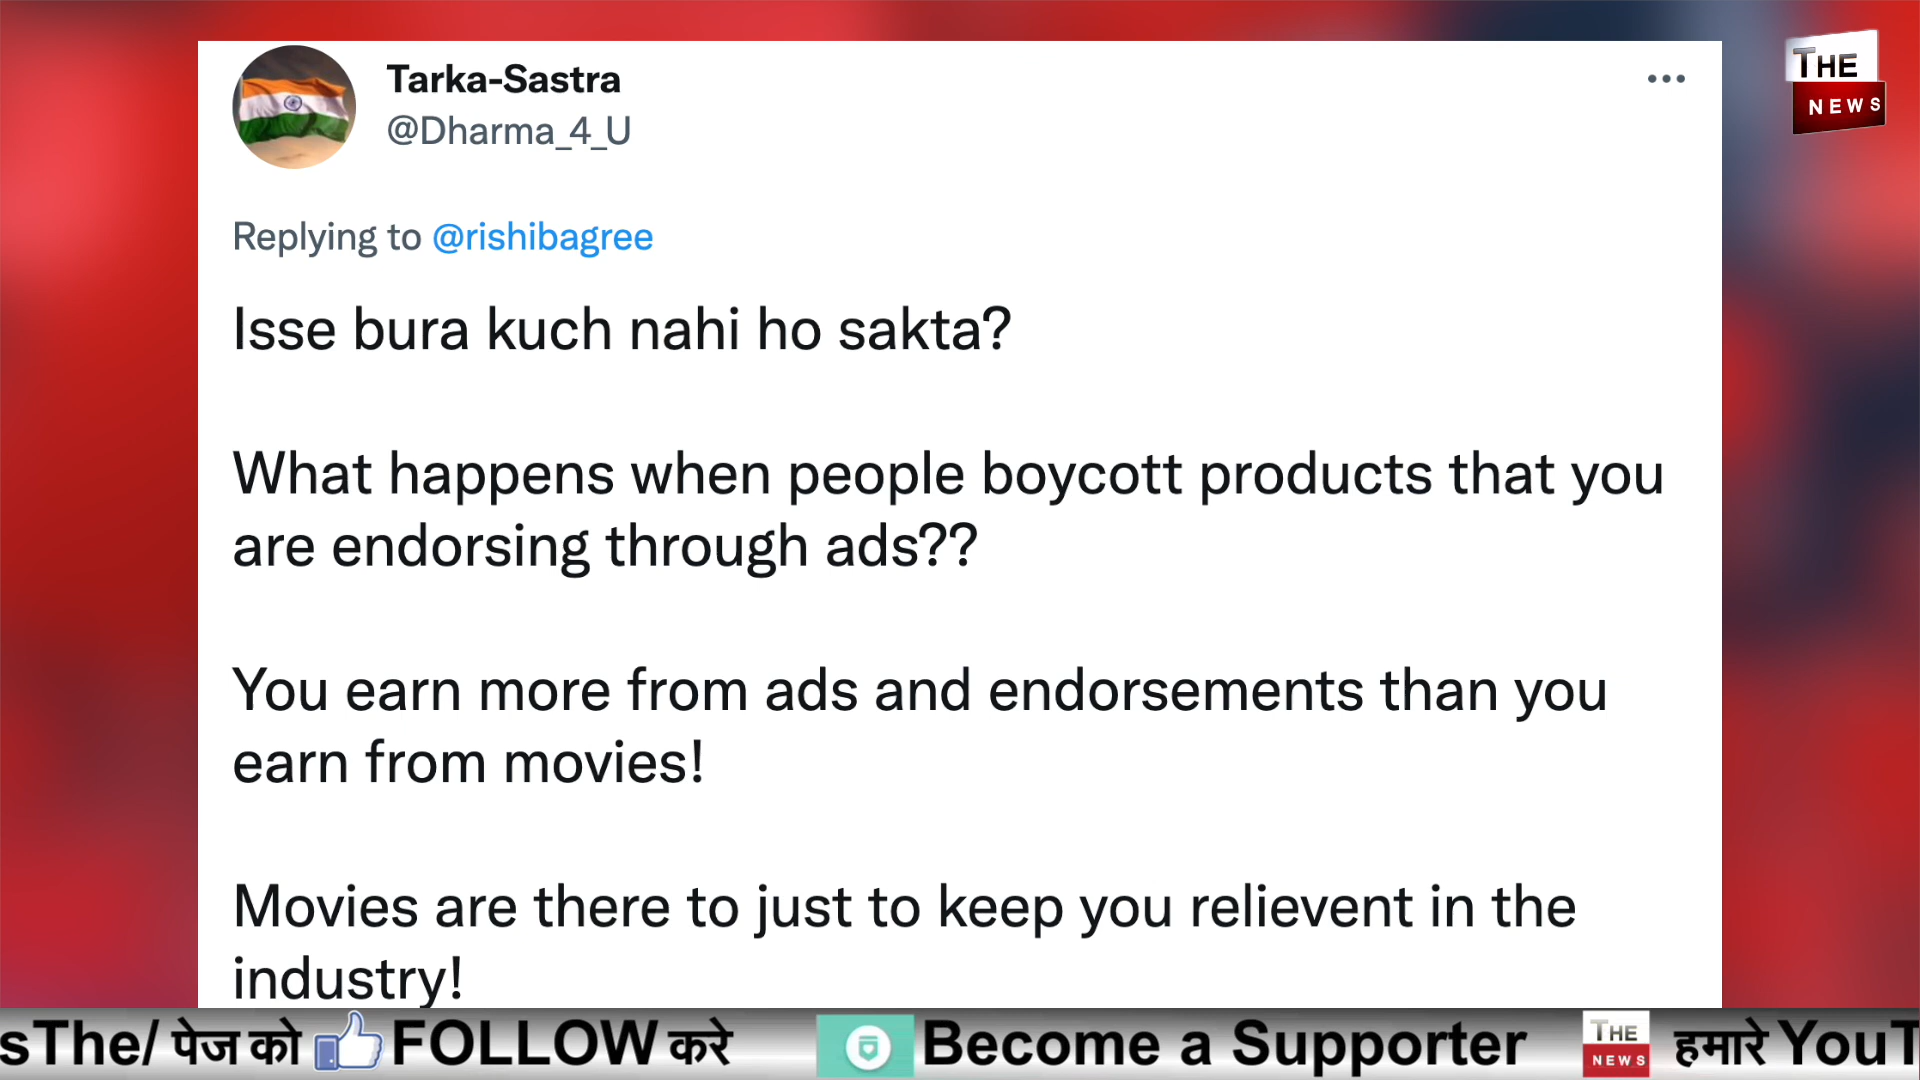 Tarka-Sastra
@Dharma_4_U
Replying to @rishibagree
Isse bura kuch nahi ho sakta?
What happens when people boycott products that you
are endorsing through ads??
You earn more from ads and endorsements than you
earn from movies!
Movies are there to just to keep you relievent in the
industry!
THE
NEWS
sThe/ पेज को FOLLOW करे Become a Supporter THE NEWS हमारे YouT